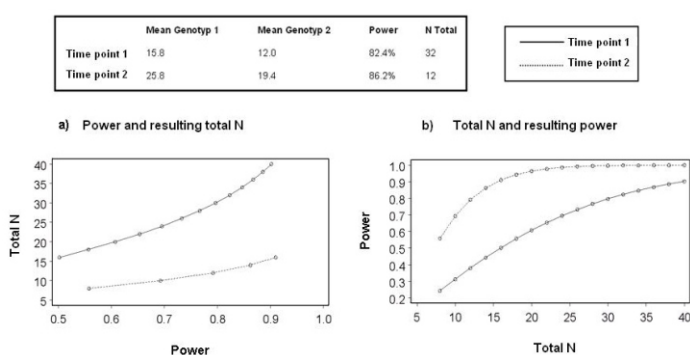 Mean Genotyp 1 Mean Genotyp 2 Power N Total
Time point 1 15.8 12.0 82.4% 32
Time point 2 25.8 19.4 86.2% 12
Time point 1
Time point 2
a) Power and resulting total N
Total N
40
35
30
25
20
15
10
5
0.5 0.6 0.7 0.8 0.9 1.0
Power
b) Total N and resulting power
Power
1.0
0.9
0.8
0.7
0.6
0.5
0.4
0.3
0.2
5 10 15 20 25 30 35 40
Total N